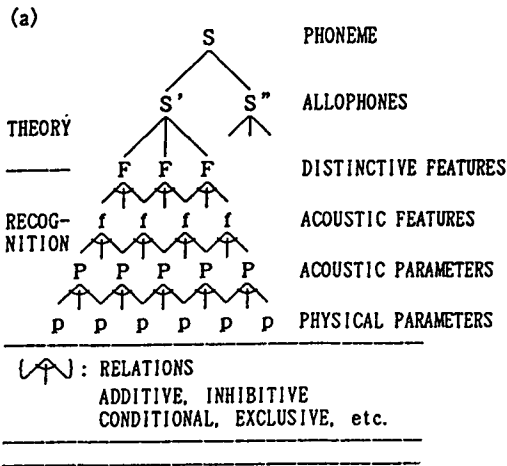 (a)
S PHONEME
S' S" ALLOPHONES
THEORY
F F F DISTINCTIVE FEATURES
RECOG- f f f f ACOUSTIC FEATURES
NITION
P P P P P ACOUSTIC PARAMETERS
p p p p p p PHYSICAL PARAMETERS
: RELATIONS
ADDITIVE, INHIBITIVE
CONDITIONAL, EXCLUSIVE, etc.